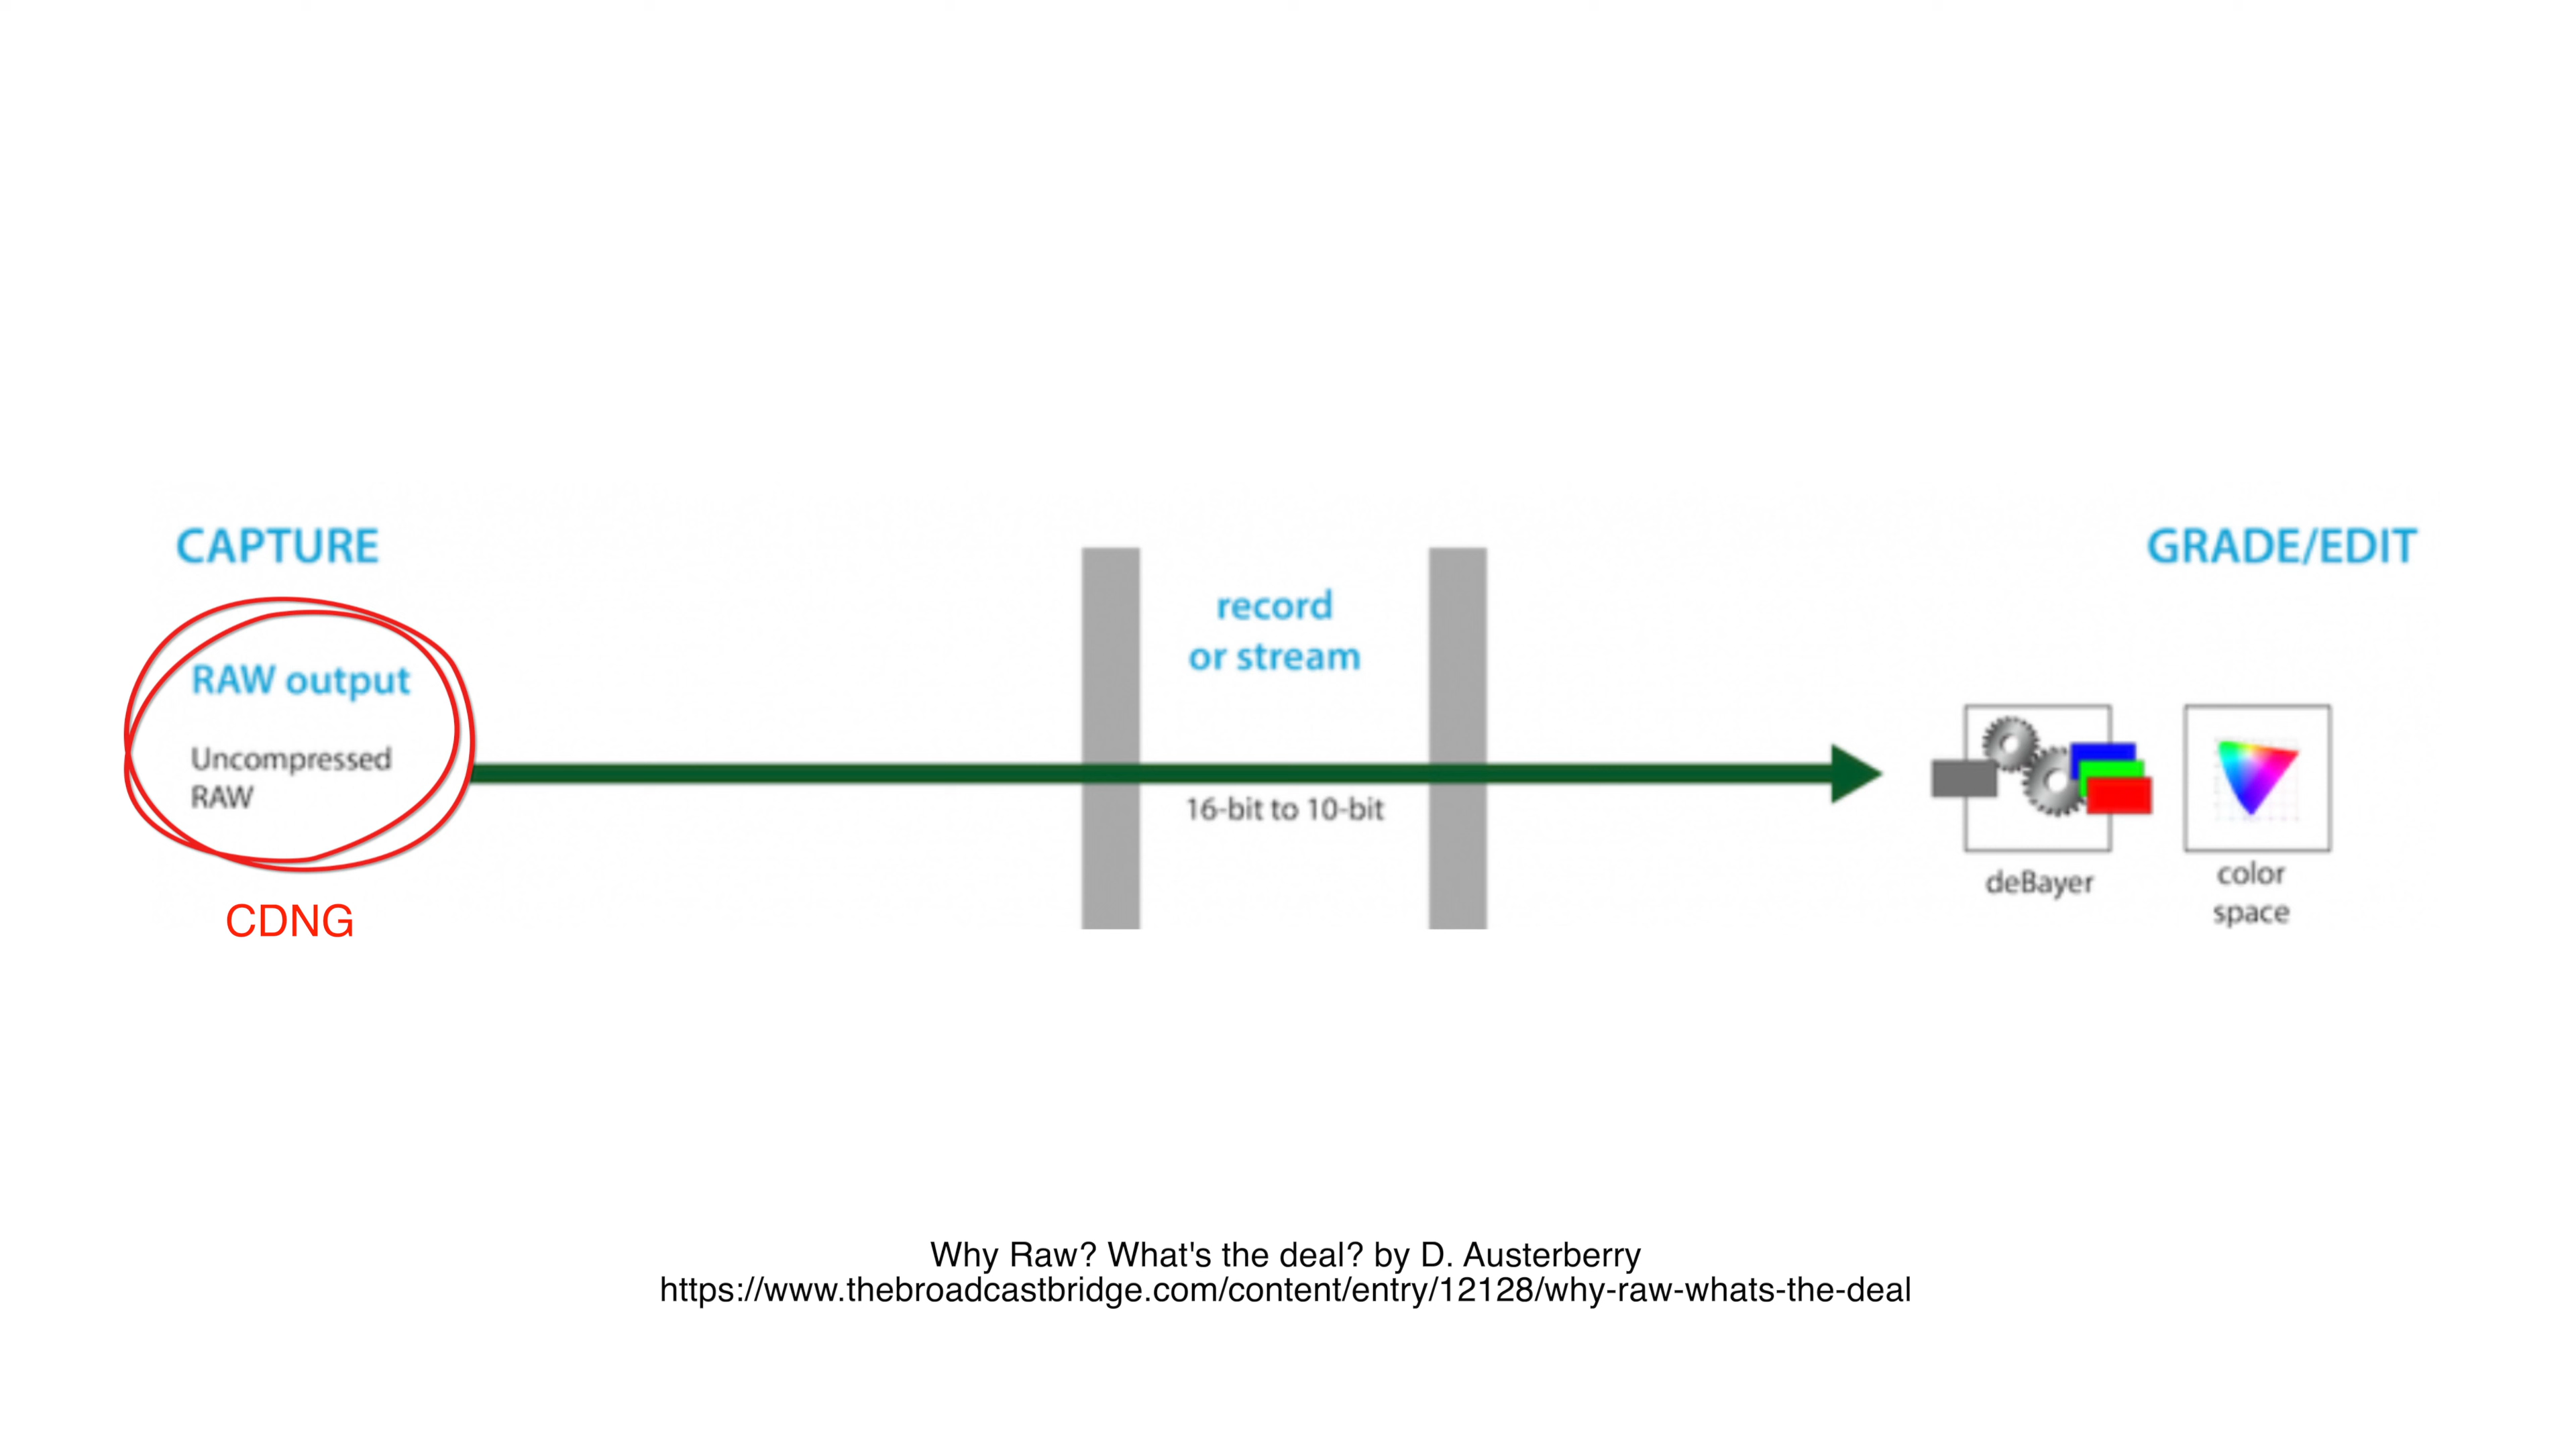 CAPTURE
GRADE/EDIT
record
or stream
RAW output
Uncompressed
RAW
16-bit to 10-bit
deBayer
color
space
CDNG
Why Raw? What's the deal? by D. Austerberry
https://www.thebroadcastbridge.com/content/entry/12128/why-raw-whats-the-deal